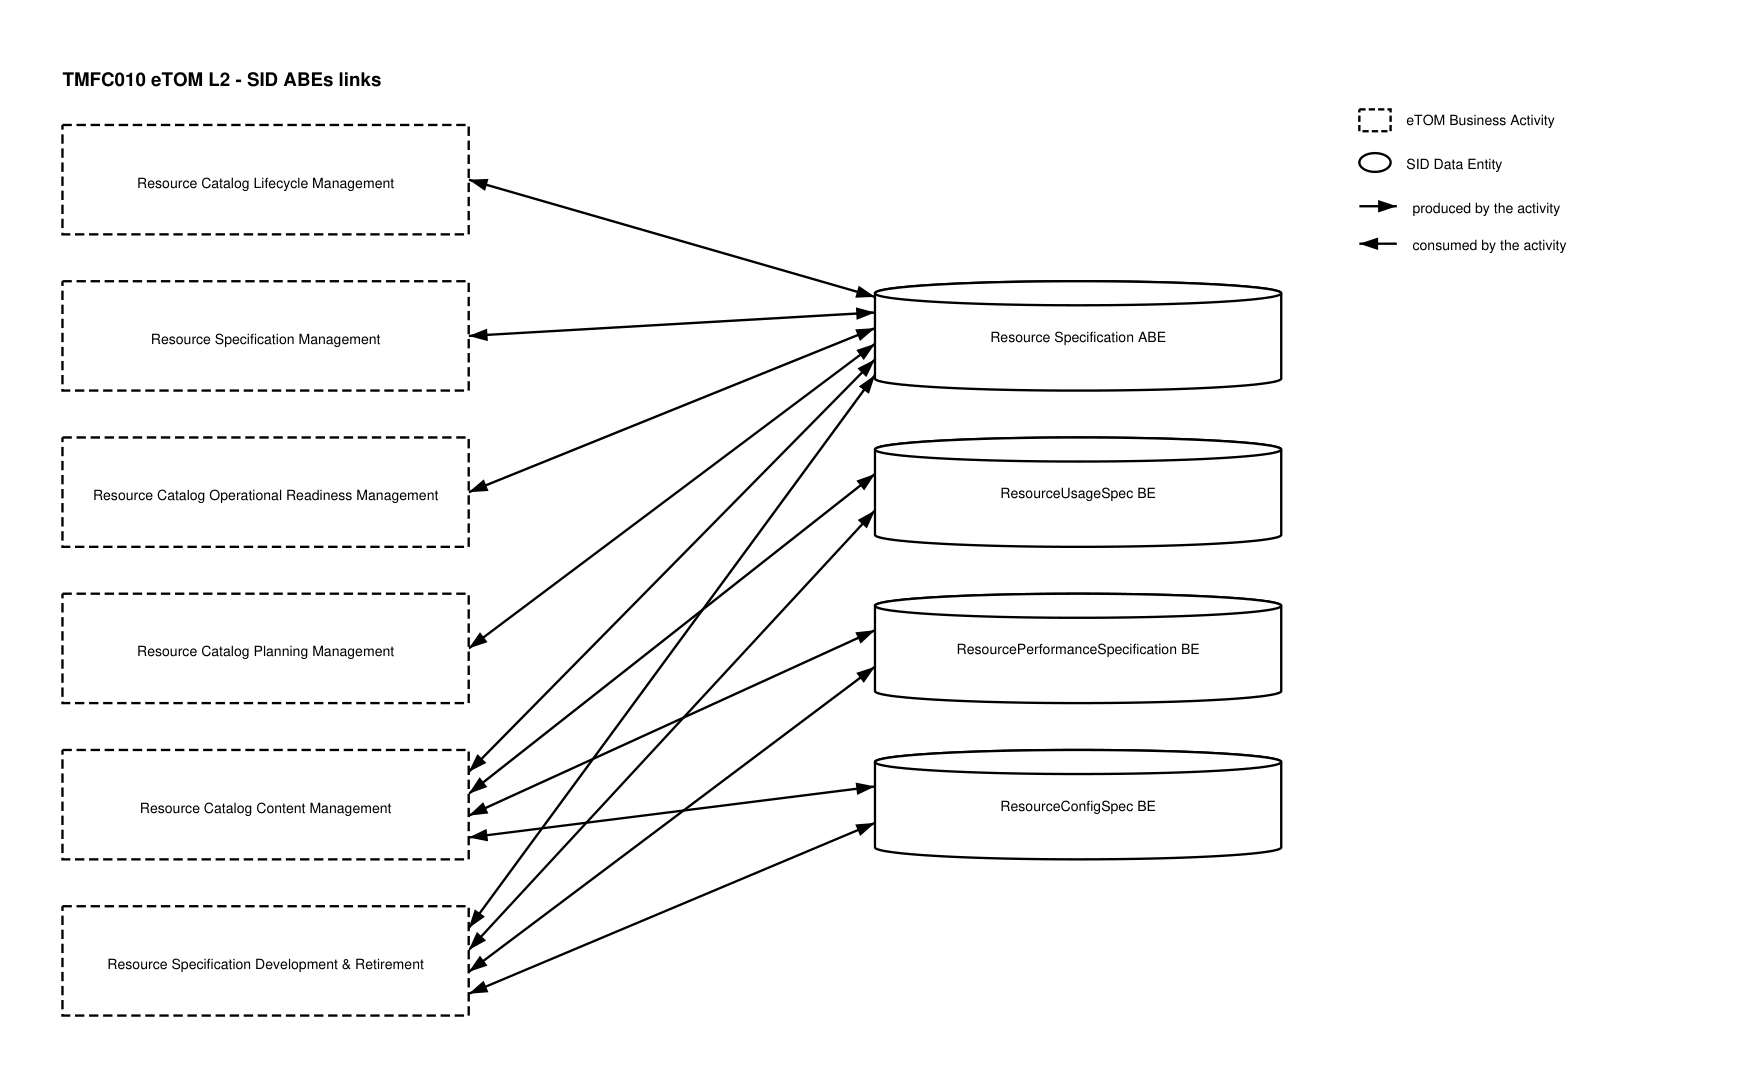 TMFC010 eTOM L2 - SID ABEs links
eTOM Business Activity
SID Data Entity
produced by the activity
consumed by the activity
Resource Catalog Lifecycle Management
Resource Specification Management
Resource Specification ABE
Resource Catalog Operational Readiness Management
ResourceUsageSpec BE
Resource Catalog Planning Management
ResourcePerformanceSpecification BE
Resource Catalog Content Management
ResourceConfigSpec BE
Resource Specification Development & Retirement